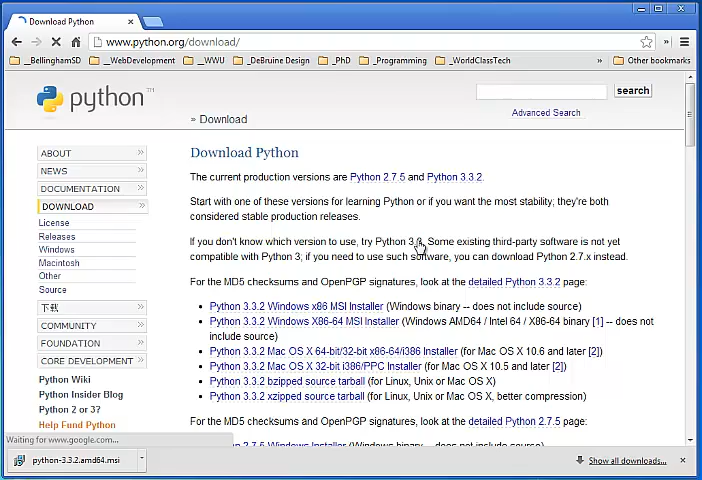 Download Python
www.python.org/download/
_BellinghamSD
_WebDevelopment
_WWU
_DeBruine Design
_PhD
_Programming
_WorldClassTech
»
Other bookmarks
python™
search
Advanced Search
» Download
ABOUT »
NEWS »
DOCUMENTATION »
DOWNLOAD »
License
Releases
Windows
Macintosh
Other
Source
下载 »
COMMUNITY »
FOUNDATION »
CORE DEVELOPMENT »
Python Wiki
Python Insider Blog
Python 2 or 3?
Help Fund Python
Download Python
The current production versions are Python 2.7.5 and Python 3.3.2.
Start with one of these versions for learning Python or if you want the most stability; they're both
considered stable production releases.
If you don't know which version to use, try Python 3.3. Some existing third-party software is not yet
compatible with Python 3; if you need to use such software, you can download Python 2.7.x instead.
For the MD5 checksums and OpenPGP signatures, look at the detailed Python 3.3.2 page:
• Python 3.3.2 Windows x86 MSI Installer (Windows binary -- does not include source)
• Python 3.3.2 Windows X86-64 MSI Installer (Windows AMD64 / Intel 64 / X86-64 binary [1] -- does not
include source)
• Python 3.3.2 Mac OS X 64-bit/32-bit x86-64/i386 Installer (for Mac OS X 10.6 and later [2])
• Python 3.3.2 Mac OS X 32-bit i386/PPC Installer (for Mac OS X 10.5 and later [2])
• Python 3.3.2 bzipped source tarball (for Linux, Unix or Mac OS X)
• Python 3.3.2 xzipped source tarball (for Linux, Unix or Mac OS X, better compression)
For the MD5 checksums and OpenPGP signatures, look at the detailed Python 2.7.5 page:
• Python 2.7.5 Windows Installer (Windows binary -- does not include source)
Waiting for www.google.com...
python-3.3.2.amd64.msi
Show all downloads...